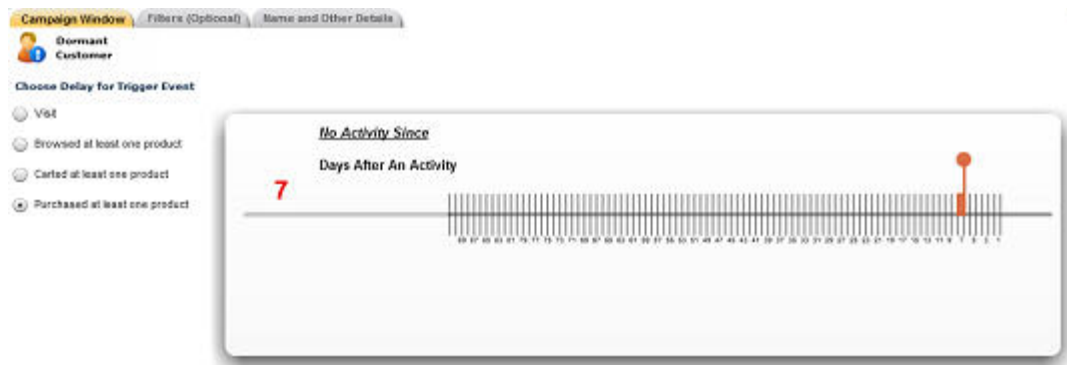 Campaign Window
Filters (Optional)
Name and Other Details
Dormant
Customer
Choose Delay for Trigger Event
Visit
Browsed at least one product
Carted at least one product
Purchased at least one product
No Activity Since
Days After An Activity
7